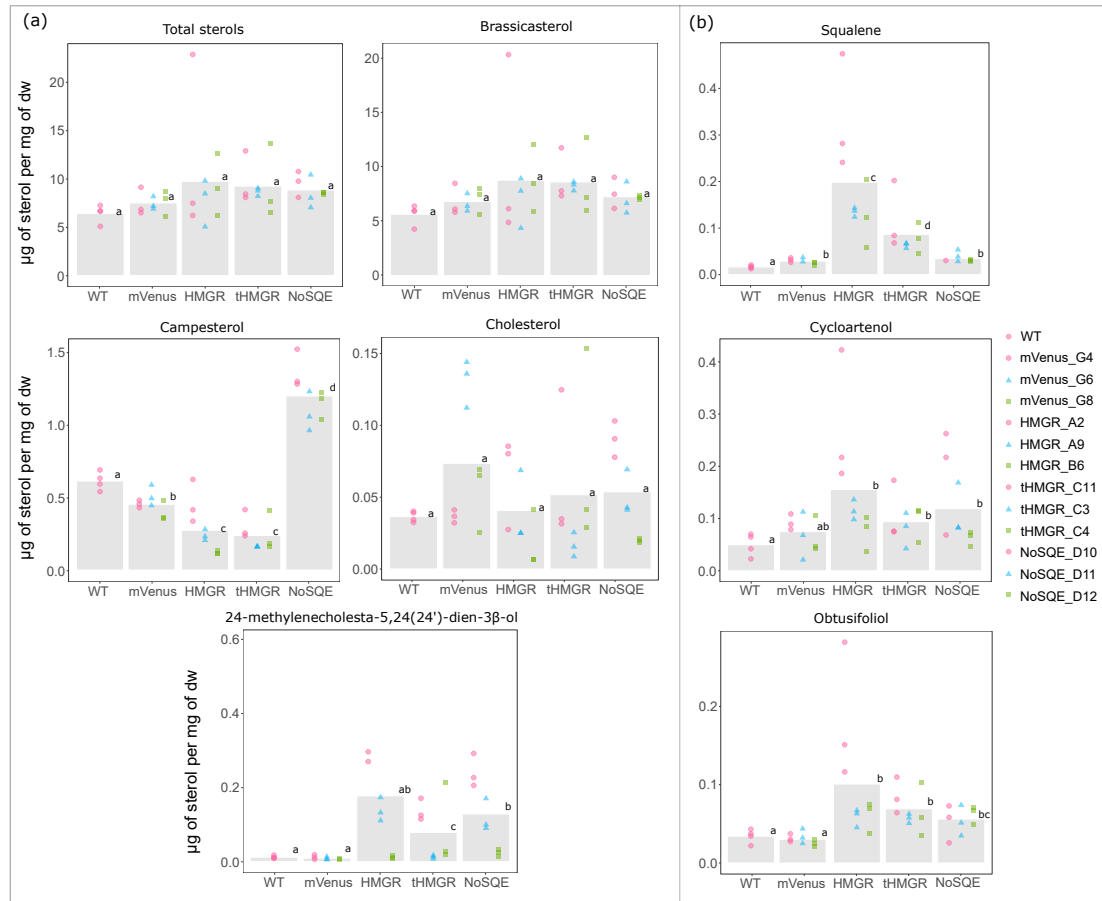 (a)
(b)
Total sterols
Brassicasterol
Squalene
µg of sterol per mg of dw
20
15
10
5
0
a
a
a
a
a
WT mVenus HMGR tHMGR NoSQE
20
15
10
5
0
a
a
a
a
a
WT mVenus HMGR tHMGR NoSQE
0.4
0.3
0.2
0.1
0.0
a
b
c
d
b
WT mVenus HMGR tHMGR NoSQE
Campesterol
Cholesterol
Cycloartenol
µg of sterol per mg of dw
1.5
1.0
0.5
0.0
a
b
c
c
d
WT mVenus HMGR tHMGR NoSQE
0.15
0.10
0.05
0.00
a
a
a
a
a
WT mVenus HMGR tHMGR NoSQE
0.4
0.3
0.2
0.1
0.0
a
ab
b
b
b
WT mVenus HMGR tHMGR NoSQE
WT
mVenus_G4
mVenus_G6
mVenus_G8
HMGR_A2
HMGR_A9
HMGR_B6
tHMGR_C11
tHMGR_C3
tHMGR_C4
NoSQE_D10
NoSQE_D11
NoSQE_D12
24-methylenecholesta-5,24(24')-dien-3β-ol
Obtusifoliol
µg of sterol per mg of dw
0.6
0.4
0.2
0.0
a
a
ab
c
b
WT mVenus HMGR tHMGR NoSQE
0.2
0.1
0.0
a
a
b
b
bc
WT mVenus HMGR tHMGR NoSQE